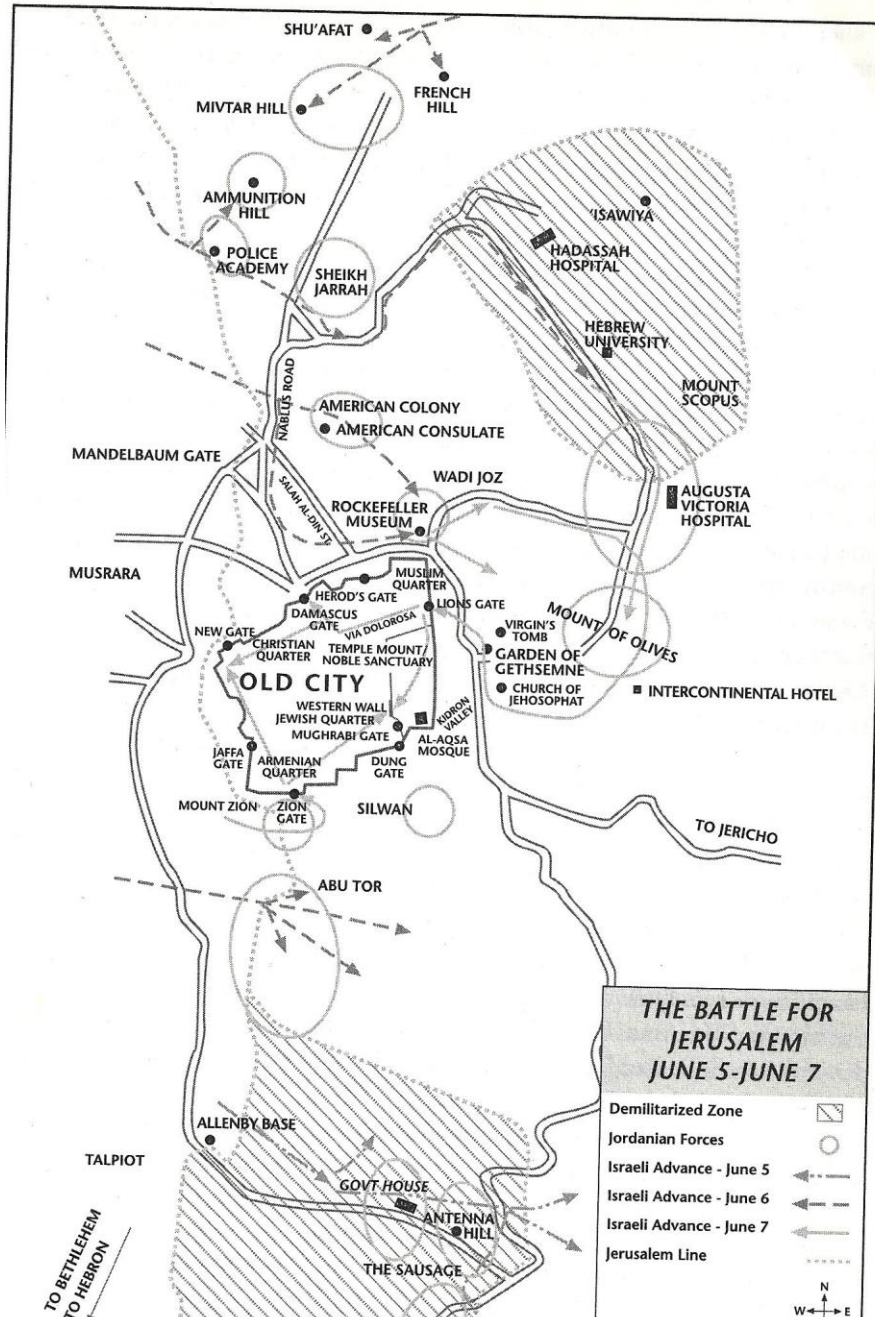 SHU'AFAT
FRENCH
HILL
MIVTAR HILL
AMMUNITION
HILL
'ISAWIYA
POLICE
ACADEMY
SHEIKH
JARRAH
HADASSAH
HOSPITAL
HEBREW
UNIVERSITY
MOUNT
SCOPUS
NABLUS ROAD
AMERICAN COLONY
AMERICAN CONSULATE
MANDELBAUM GATE
SALAH AL-DIN ST.
WADI JOZ
ROCKEFELLER
MUSEUM
AUGUSTA
VICTORIA
HOSPITAL
MUSRARA
MUSLIM
QUARTER
HEROD'S GATE
DAMASCUS
GATE
LIONS GATE
VIA DOLOROSA
NEW GATE
CHRISTIAN
QUARTER
TEMPLE MOUNT/
NOBLE SANCTUARY
VIRGIN'S
TOMB
MOUNT OF OLIVES
GARDEN OF
GETHSEMNE
OLD CITY
CHURCH OF
JEHOSOPHAT
INTERCONTINENTAL HOTEL
WESTERN WALL
JEWISH QUARTER
MUGHRABI GATE
KIDRON
VALLEY
AL-AQSA
MOSQUE
JAFFA
GATE
ARMENIAN
QUARTER
DUNG
GATE
MOUNT ZION
ZION
GATE
SILWAN
TO JERICHO
ABU TOR
THE BATTLE FOR
JERUSALEM
JUNE 5-JUNE 7
Demilitarized Zone
Jordanian Forces
Israeli Advance - June 5
Israeli Advance - June 6
Israeli Advance - June 7
Jerusalem Line
N
W E
ALLENBY BASE
TALPIOT
GOVT HOUSE
ANTENNA
HILL
THE SAUSAGE
TO BETHLEHEM
TO HEBRON